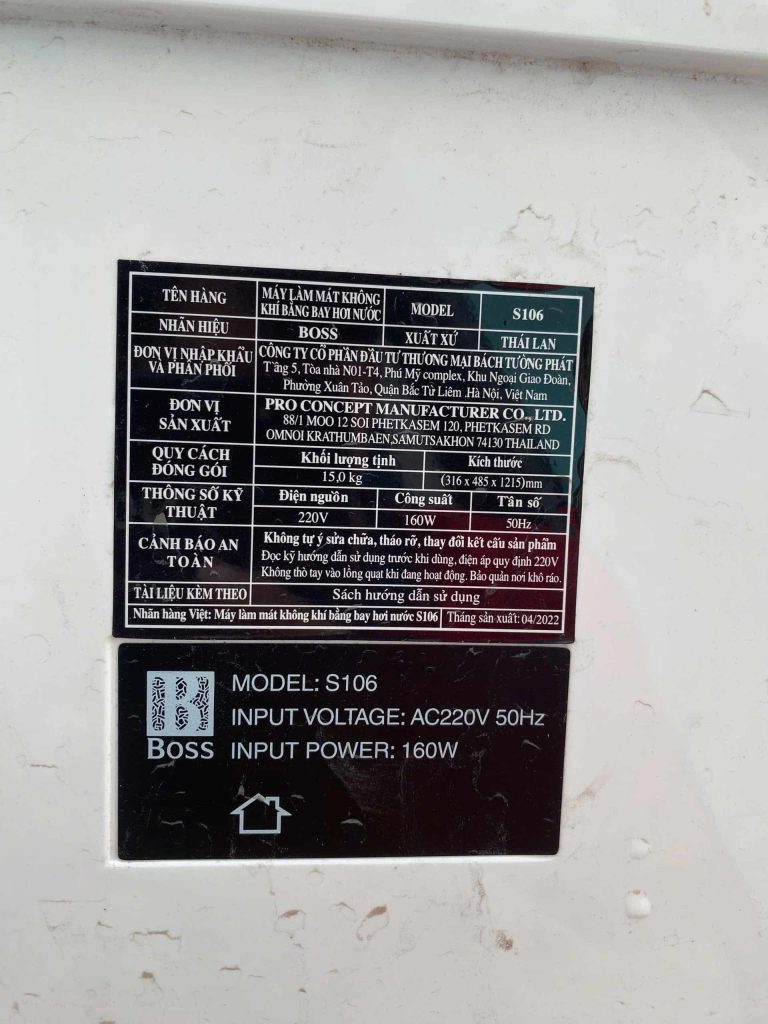 TÊN HÀNG
MÁY LÀM MÁT KHÔNG
KHÍ BẰNG BAY HƠI NƯỚC
MODEL
S106
NHÃN HIỆU
BOSS
XUẤT XỨ
THÁI LAN
ĐƠN VỊ NHẬP KHẨU
VÀ PHÂN PHỐI
CÔNG TY CỔ PHẦN ĐẦU TƯ THƯƠNG MẠI BÁCH TƯỜNG PHÁT
Tầng 5, Tòa nhà N01-T4, Phú Mỹ complex, Khu Ngoại Giao Đoàn,
Phường Xuân Tảo, Quận Bắc Từ Liêm .Hà Nội, Việt Nam
ĐƠN VỊ
SẢN XUẤT
PRO CONCEPT MANUFACTURER CO., LTD.
88/1 MOO 12 SOI PHETKASEM 120, PHETKASEM RD
OMNOI KRATHUMBAEN,SAMUTSAKHON 74130 THAILAND
QUY CÁCH
ĐÓNG GÓI
Khối lượng tịnh
Kích thước
15,0 kg
(316 x 485 x 1215)mm
THÔNG SỐ KỸ
THUẬT
Điện nguồn
Công suất
Tần số
220V
160W
50Hz
CẢNH BÁO AN
TOÀN
Không tự ý sửa chữa, tháo rỡ, thay đổi kết cấu sản phẩm
Đọc kỹ hướng dẫn sử dụng trước khi dùng, điện áp quy định 220V
Không thò tay vào lồng quạt khi đang hoạt động. Bảo quản nơi khô ráo.
TÀI LIỆU KÈM THEO
Sách hướng dẫn sử dụng
Nhãn hàng Việt: Máy làm mát không khí bằng bay hơi nước S106
Tháng sản xuất: 04/2022
BOSS
MODEL: S106
INPUT VOLTAGE: AC220V 50Hz
INPUT POWER: 160W